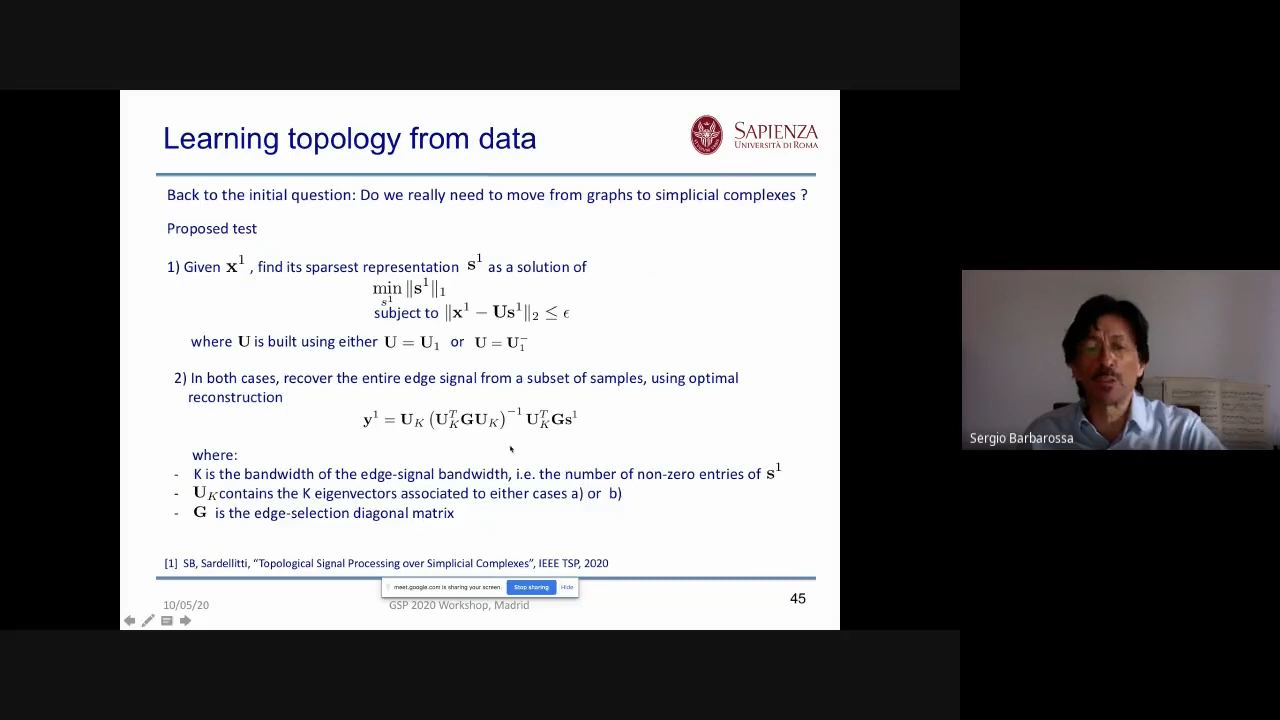 Learning topology from data
SAPIENZA
UNIVERSITÀ DI ROMA
Back to the initial question: Do we really need to move from graphs to simplicial complexes ?
Proposed test
1) Given x¹ , find its sparsest representation s¹ as a solution of
min ‖s¹‖₁
s¹
subject to ‖x¹ − Us¹‖₂ ≤ ϵ
where U is built using either U = U₁ or U = U₁⁻
2) In both cases, recover the entire edge signal from a subset of samples, using optimal
reconstruction
y¹ = U_K (U_K^T G U_K)⁻¹ U_K^T G s¹
where:
- K is the bandwidth of the edge-signal bandwidth, i.e. the number of non-zero entries of s¹
- U_K contains the K eigenvectors associated to either cases a) or b)
- G is the edge-selection diagonal matrix
[1] SB, Sardellitti, “Topological Signal Processing over Simplicial Complexes”, IEEE TSP, 2020
meet.google.com is sharing your screen. Stop sharing Hide
10/05/20 GSP 2020 Workshop, Madrid 45
Sergio Barbarossa